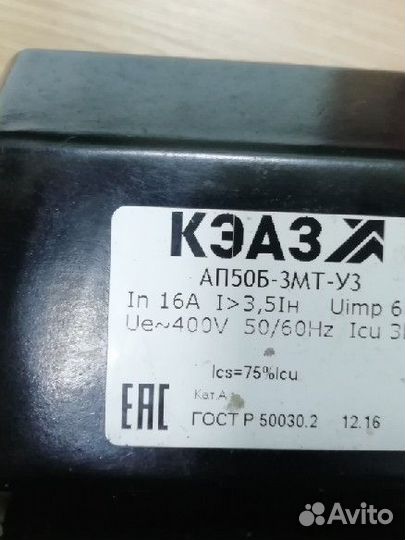 КЭАЗ
АП50Б-3МТ-У3
In 16А I>3,5Iн Uimp 6
Ue~400V 50/60Hz Icu 3
Ics=75%Icu
Кат.А
ЕАС
ГОСТ Р 50030.2 12.16
Avito